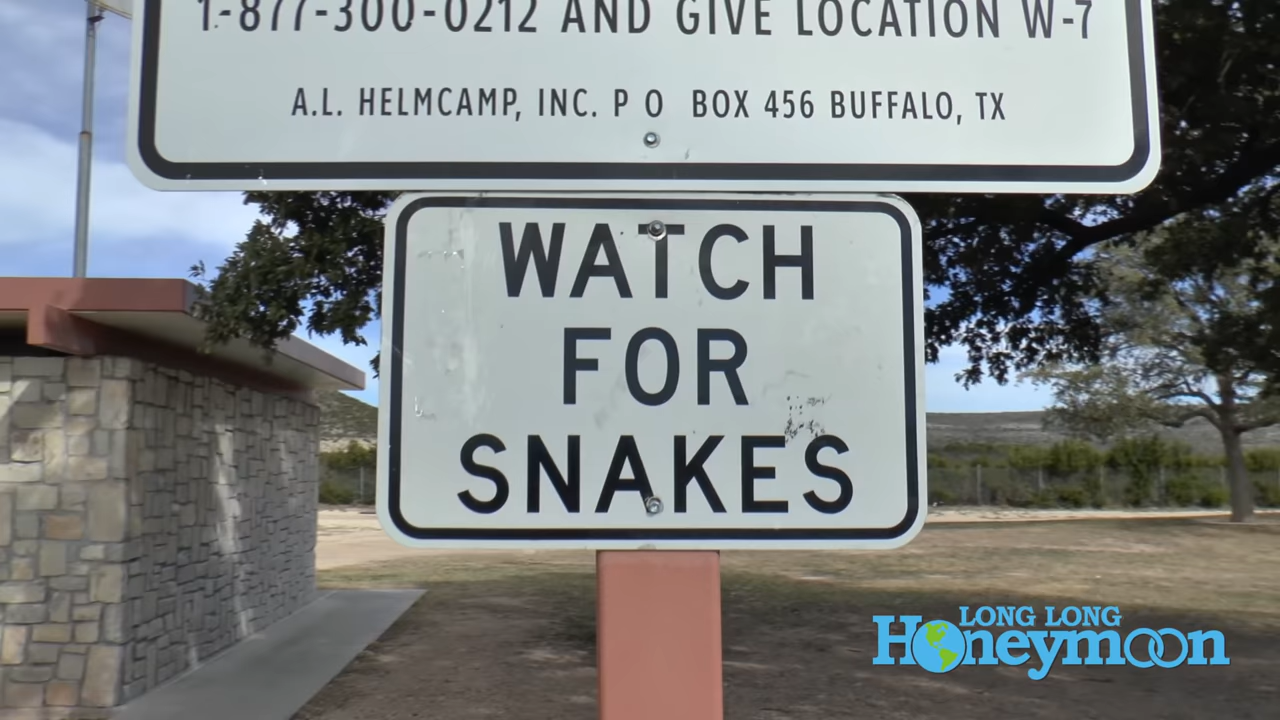 1-877-300-0212 AND GIVE LOCATION W-7
A.L. HELMCAMP, INC. P O BOX 456 BUFFALO, TX
WATCH
FOR
SNAKES
LONG LONG
Honeymoon